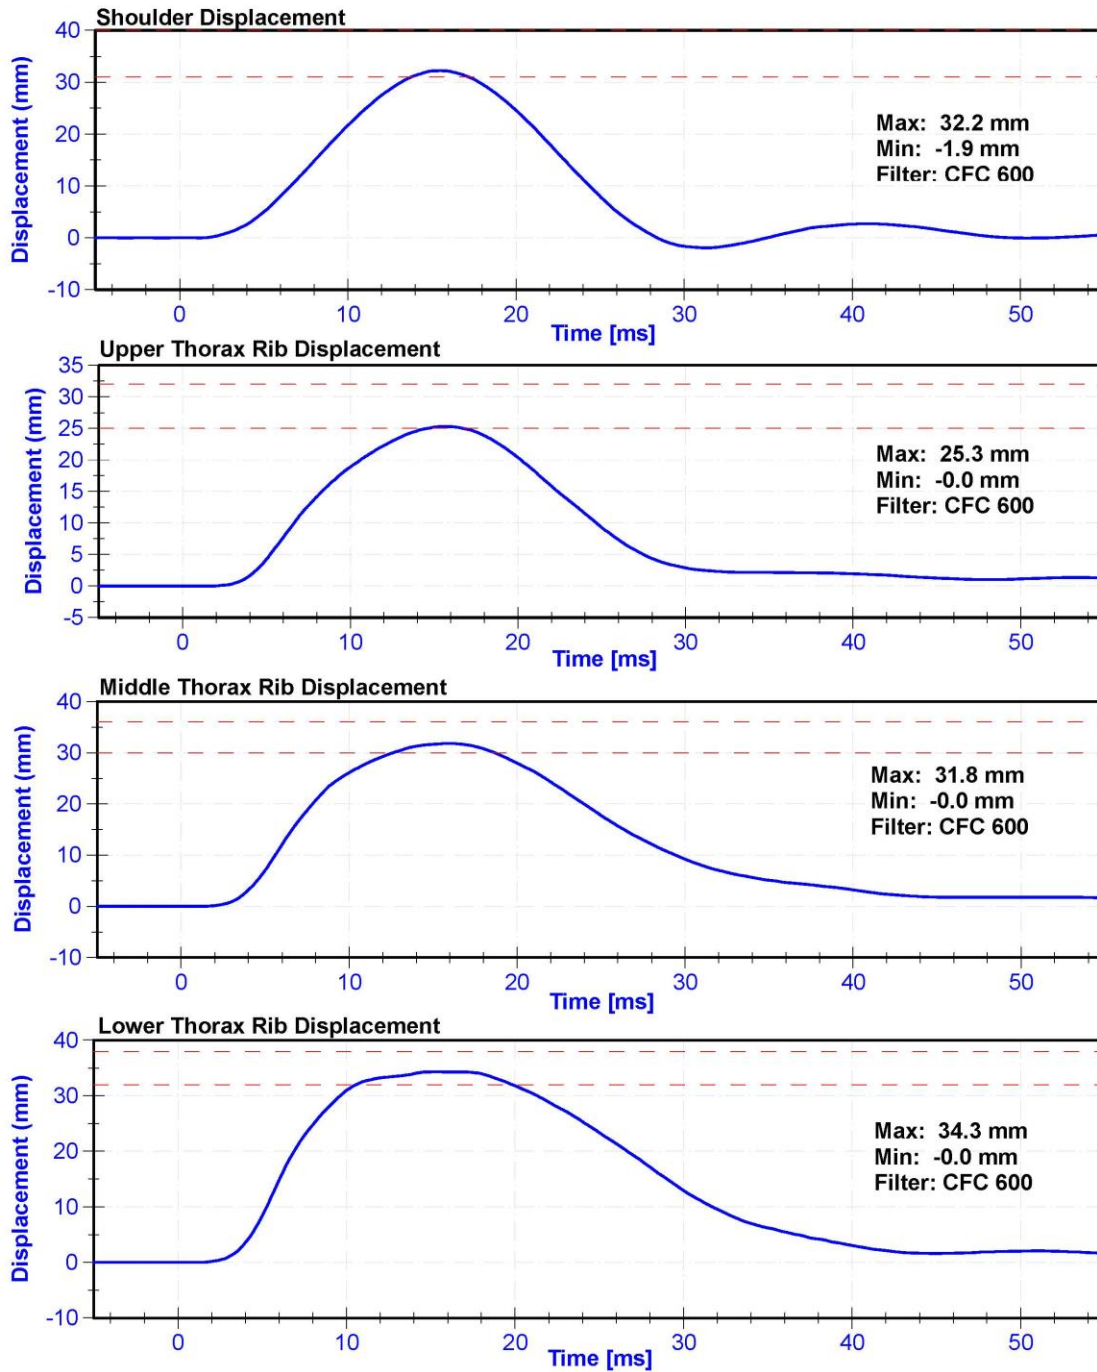 Shoulder Displacement
Displacement (mm)
40
30
20
10
0
-10
Max: 32.2 mm
Min: -1.9 mm
Filter: CFC 600
0 10 20 30 40 50
Time [ms]
Upper Thorax Rib Displacement
Displacement (mm)
35
30
25
20
15
10
5
0
-5
Max: 25.3 mm
Min: -0.0 mm
Filter: CFC 600
0 10 20 30 40 50
Time [ms]
Middle Thorax Rib Displacement
Displacement (mm)
40
30
20
10
0
-10
Max: 31.8 mm
Min: -0.0 mm
Filter: CFC 600
0 10 20 30 40 50
Time [ms]
Lower Thorax Rib Displacement
Displacement (mm)
40
30
20
10
0
-10
Max: 34.3 mm
Min: -0.0 mm
Filter: CFC 600
0 10 20 30 40 50
Time [ms]